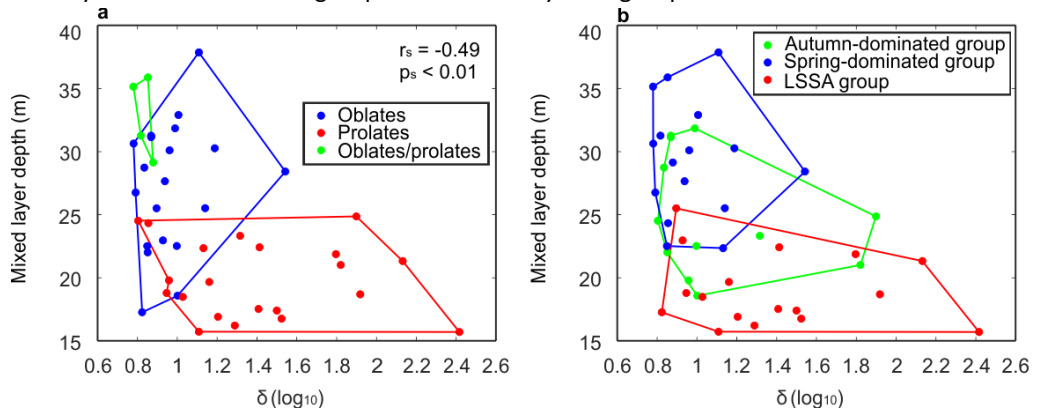 a
b
40
35
30
25
20
15
Mixed layer depth (m)
rs = -0.49
ps < 0.01
Oblates
Prolates
Oblates/prolates
0.6 0.8 1 1.2 1.4 1.6 1.8 2 2.2 2.4 2.6
δ (log10)
40
35
30
25
20
15
Mixed layer depth (m)
Autumn-dominated group
Spring-dominated group
LSSA group
0.6 0.8 1 1.2 1.4 1.6 1.8 2 2.2 2.4 2.6
δ (log10)